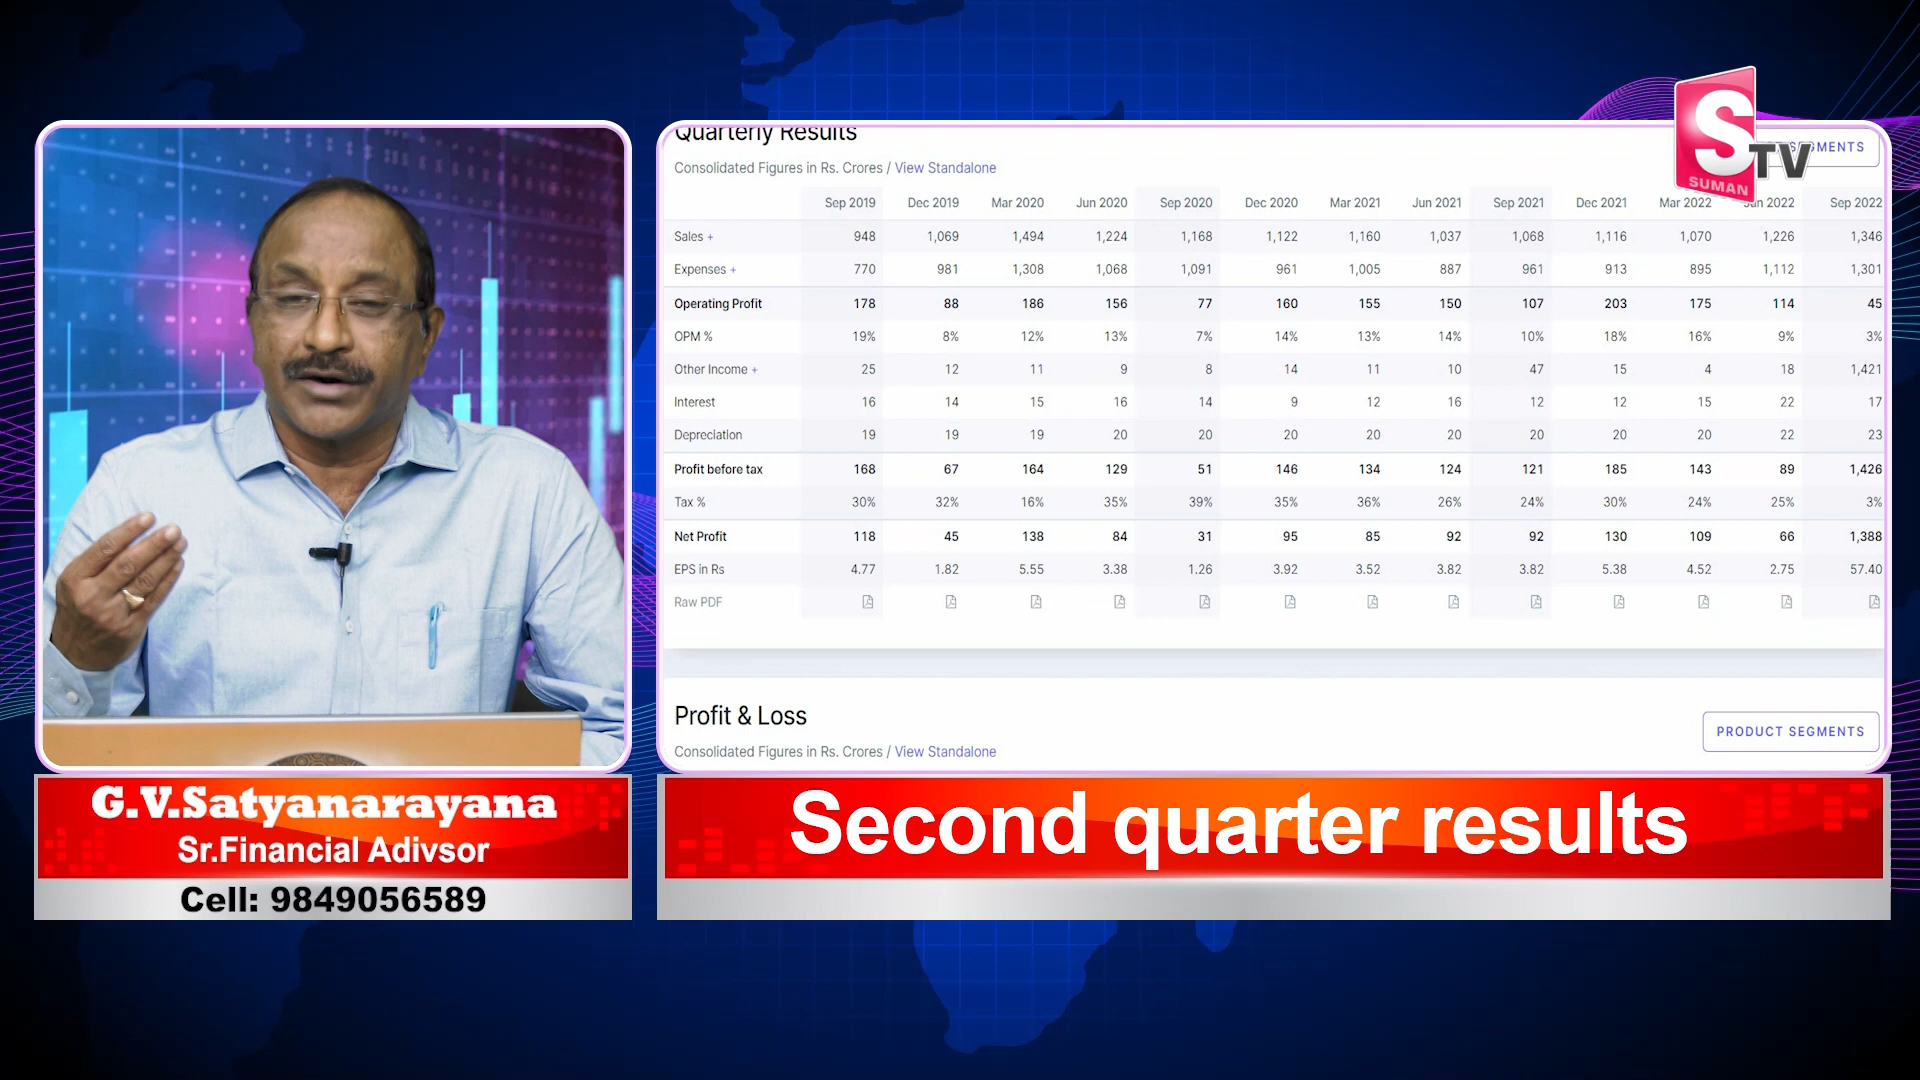 S
SUMAN
TV
Quarterly Results
SEGMENTS
Consolidated Figures in Rs. Crores / View Standalone
Sep 2019 Dec 2019 Mar 2020 Jun 2020 Sep 2020 Dec 2020 Mar 2021 Jun 2021 Sep 2021 Dec 2021 Mar 2022 Jun 2022 Sep 2022
Sales + 948 1,069 1,494 1,224 1,168 1,122 1,160 1,037 1,068 1,116 1,070 1,226 1,346
Expenses + 770 981 1,308 1,068 1,091 961 1,005 887 961 913 895 1,112 1,301
Operating Profit 178 88 186 156 77 160 155 150 107 203 175 114 45
OPM % 19% 8% 12% 13% 7% 14% 13% 14% 10% 18% 16% 9% 3%
Other Income + 25 12 11 9 8 14 11 10 47 15 4 18 1,421
Interest 16 14 15 16 14 9 12 16 12 12 15 22 17
Depreciation 19 19 19 20 20 20 20 20 20 20 20 22 23
Profit before tax 168 67 164 129 51 146 134 124 121 185 143 89 1,426
Tax % 30% 32% 16% 35% 39% 35% 36% 26% 24% 30% 24% 25% 3%
Net Profit 118 45 138 84 31 95 85 92 92 130 109 66 1,388
EPS in Rs 4.77 1.82 5.55 3.38 1.26 3.92 3.52 3.82 3.82 5.38 4.52 2.75 57.40
Raw PDF
Profit & Loss
PRODUCT SEGMENTS
Consolidated Figures in Rs. Crores / View Standalone
G.V.Satyanarayana
Sr.Financial Adivsor
Cell: 9849056589
Second quarter results